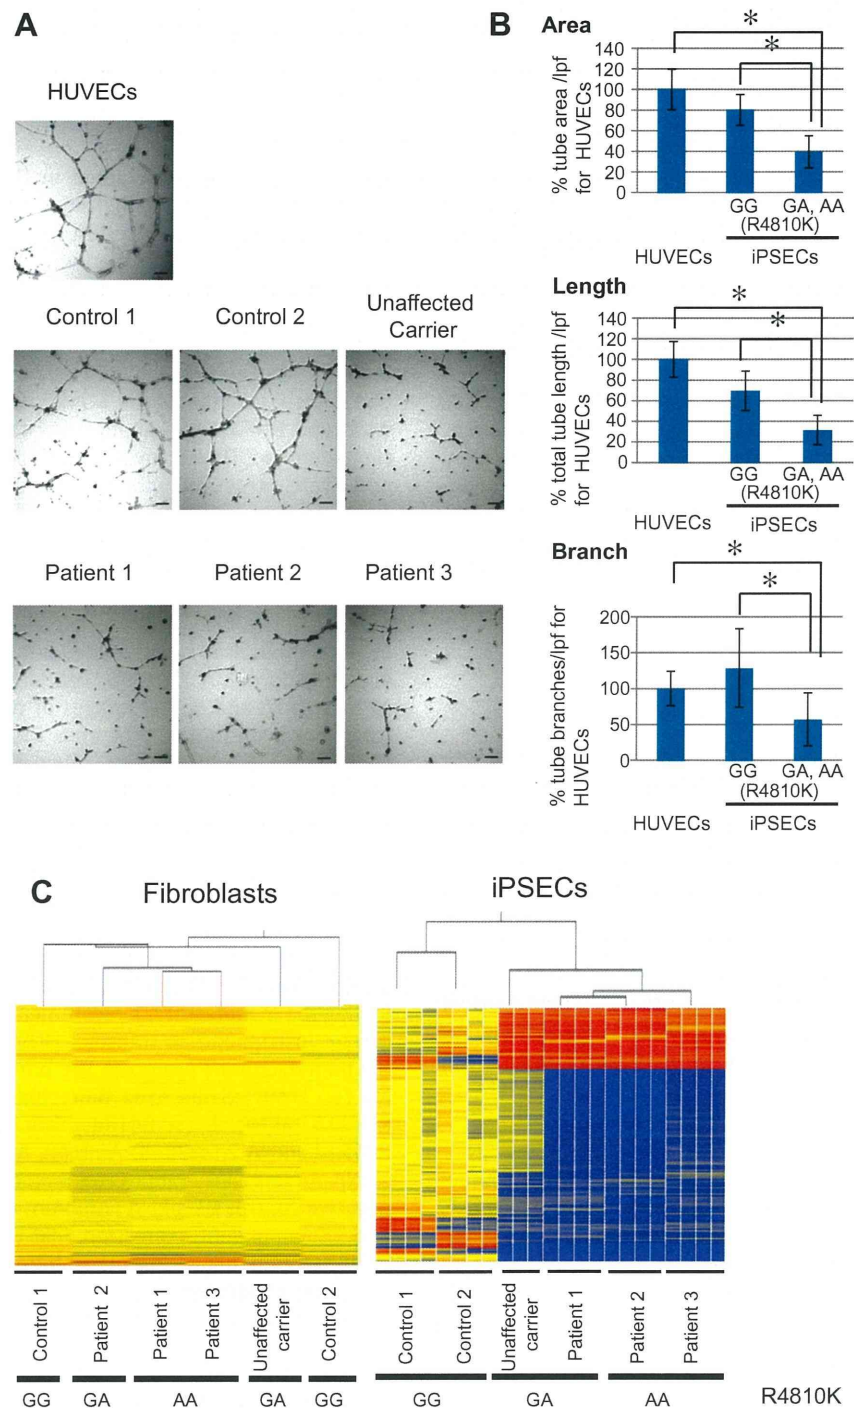 A
HUVECs
Control 1
Control 2
Unaffected
Carrier
Patient 1
Patient 2
Patient 3
B
Area
*
*
% tube area /lpf
for HUVECs
140
120
100
80
60
40
20
0
GG
GA, AA
(R4810K)
HUVECs
iPSECs
Length
*
*
% total tube length /lpf
for HUVECs
140
120
100
80
60
40
20
0
GG
GA, AA
(R4810K)
HUVECs
iPSECs
Branch
*
*
% tube branches/lpf for
HUVECs
200
150
100
50
0
GG
GA, AA
(R4810K)
HUVECs
iPSECs
C
Fibroblasts
iPSECs
Control 1
Patient 2
Patient 1
Patient 3
Unaffected
carrier
Control 2
Control 1
Control 2
Unaffected
carrier
Patient 1
Patient 2
Patient 3
GG
GA
AA
GA
GG
GG
GA
AA
R4810K